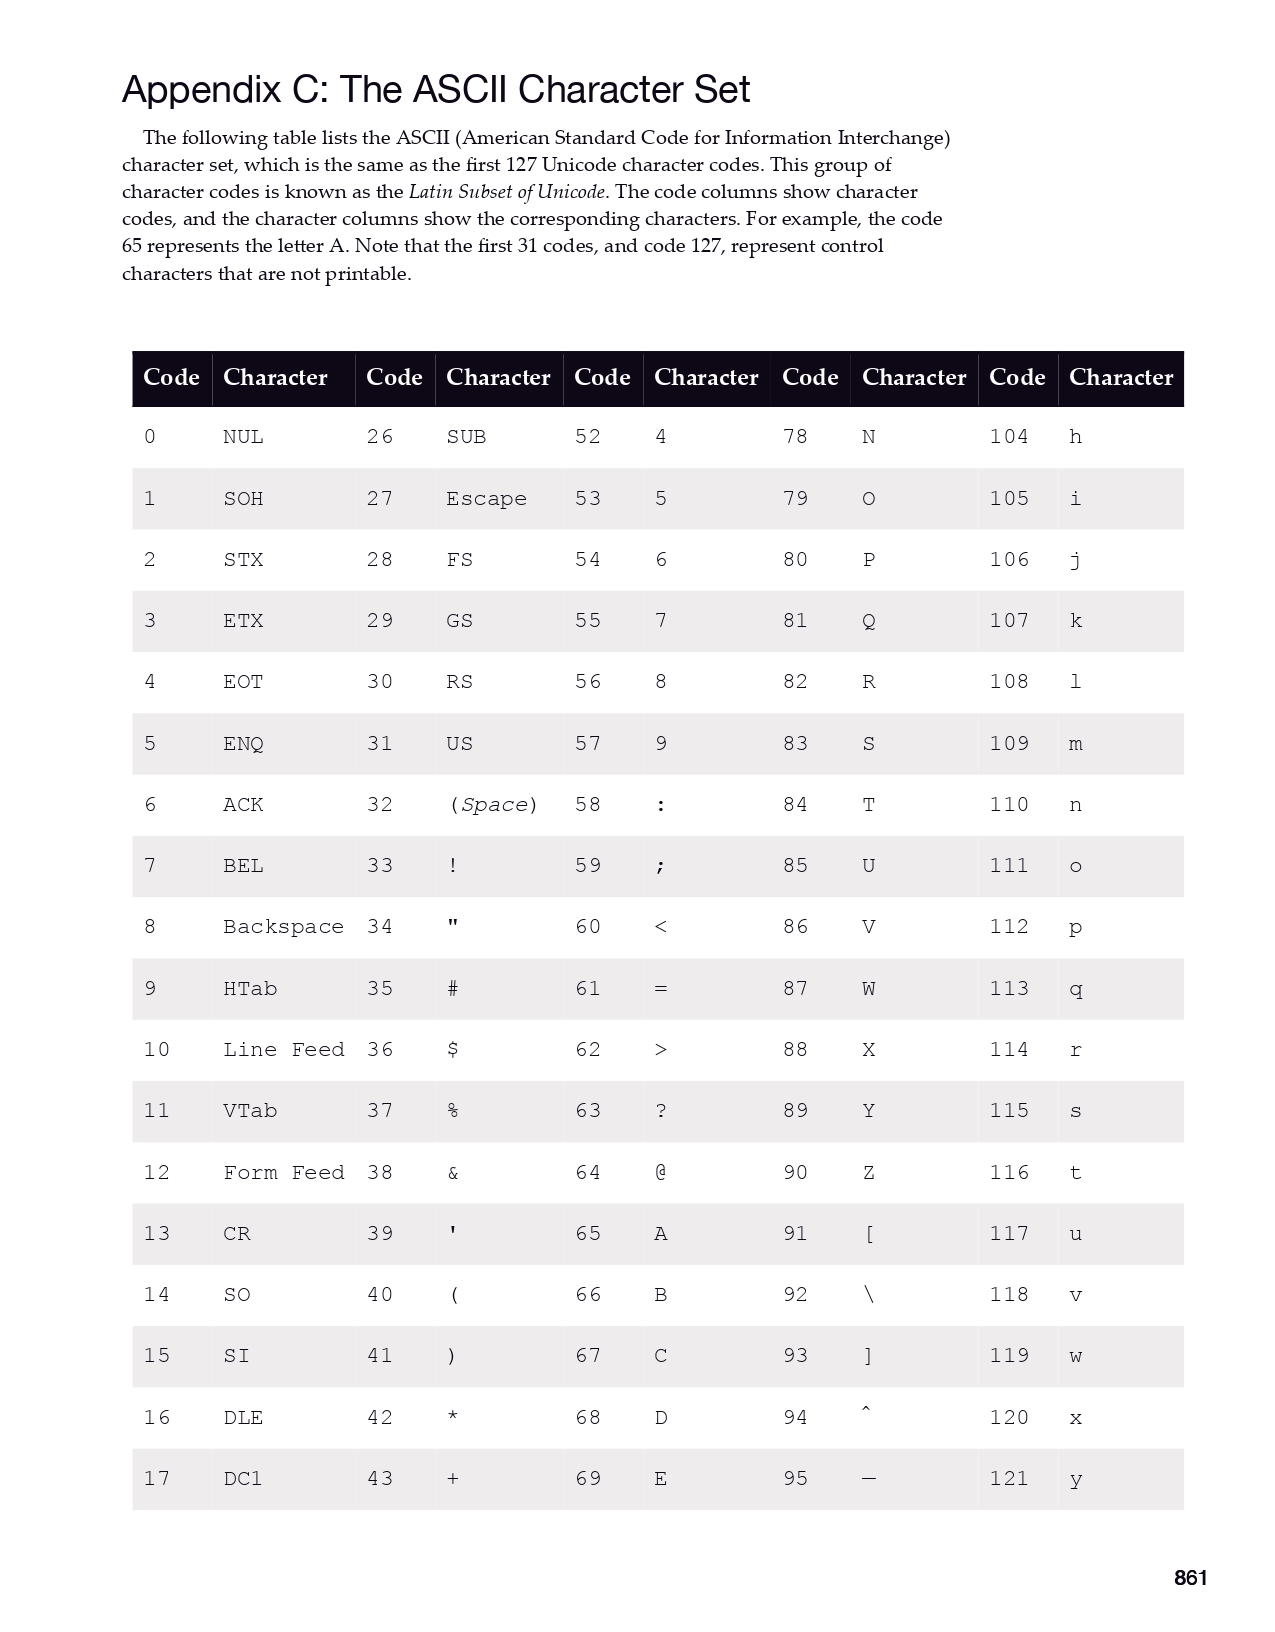 Appendix C: The ASCII Character Set
The following table lists the ASCII (American Standard Code for Information Interchange)
character set, which is the same as the first 127 Unicode character codes. This group of
character codes is known as the Latin Subset of Unicode. The code columns show character
codes, and the character columns show the corresponding characters. For example, the code
65 represents the letter A. Note that the first 31 codes, and code 127, represent control
characters that are not printable.
Code Character Code Character Code Character Code Character Code Character
0 NUL 26 SUB 52 4 78 N 104 h
1 SOH 27 Escape 53 5 79 O 105 i
2 STX 28 FS 54 6 80 P 106 j
3 ETX 29 GS 55 7 81 Q 107 k
4 EOT 30 RS 56 8 82 R 108 l
5 ENQ 31 US 57 9 83 S 109 m
6 ACK 32 (Space) 58 : 84 T 110 n
7 BEL 33 ! 59 ; 85 U 111 o
8 Backspace 34 " 60 < 86 V 112 p
9 HTab 35 # 61 = 87 W 113 q
10 Line Feed 36 $ 62 > 88 X 114 r
11 VTab 37 % 63 ? 89 Y 115 s
12 Form Feed 38 & 64 @ 90 Z 116 t
13 CR 39 ' 65 A 91 [ 117 u
14 SO 40 ( 66 B 92 \ 118 v
15 SI 41 ) 67 C 93 ] 119 w
16 DLE 42 * 68 D 94 ˆ 120 x
17 DC1 43 + 69 E 95 — 121 y
861